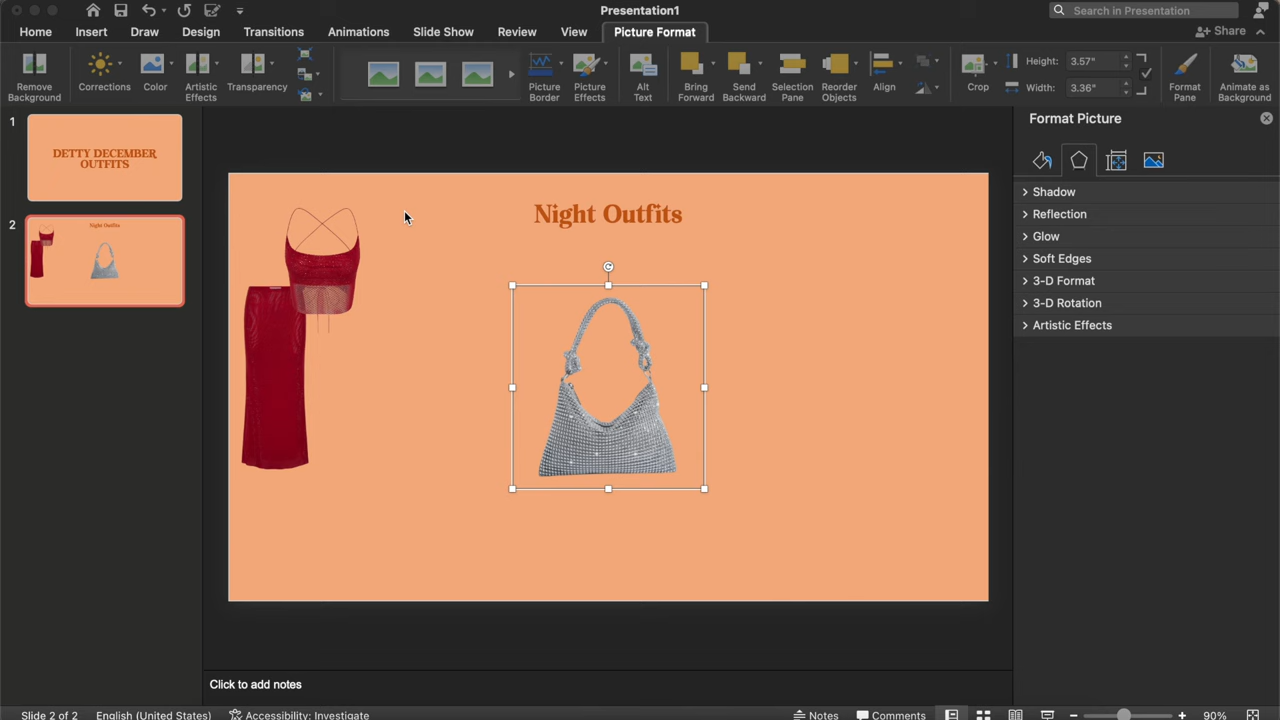 Presentation1
Search in Presentation
Home Insert Draw Design Transitions Animations Slide Show Review View Picture Format
Share
Remove Background
Corrections
Color
Artistic Effects
Transparency
Picture Border
Picture Effects
Alt Text
Bring Forward
Send Backward
Selection Pane
Reorder Objects
Align
Crop
Height: 3.57"
Width: 3.36"
Format Pane
Animate as Background
1
DETTY DECEMBER
OUTFITS
2
Night Outfits
Night Outfits
Format Picture
Shadow
Reflection
Glow
Soft Edges
3-D Format
3-D Rotation
Artistic Effects
Click to add notes
Slide 2 of 2 English (United States) Accessibility: Investigate Notes Comments 90%